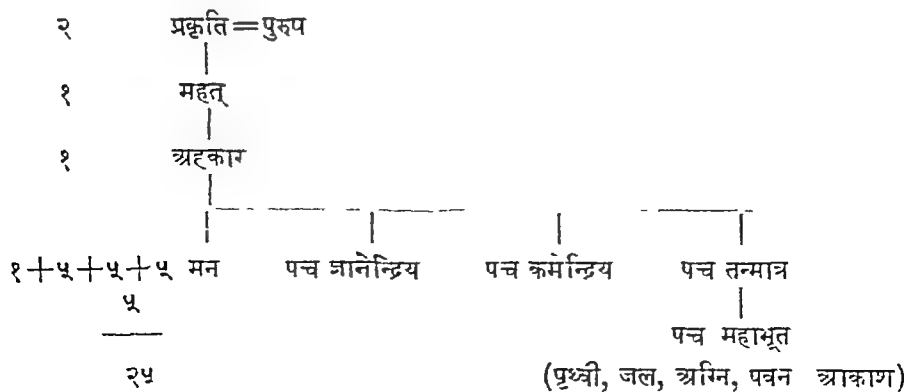 २ प्रकृति=पुरुप
१ महत्
१ अहकार
१+५+५+५ मन पच ज्ञानेन्द्रिय पच कर्मेन्द्रिय पच तन्मात्र
५ पच महाभूत
२५ (पृथ्वी, जल, अग्नि, पवन आकाश)